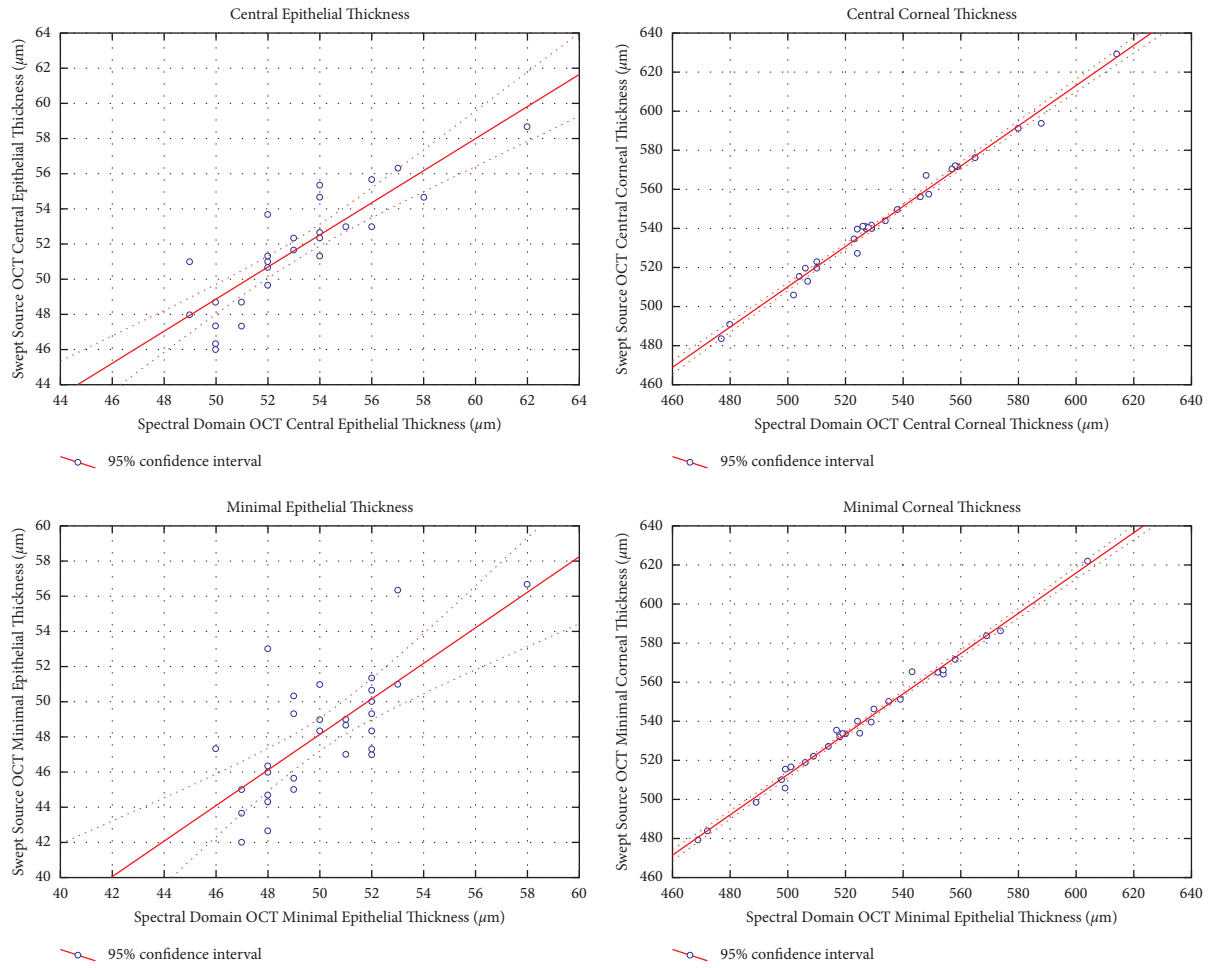 Central Epithelial Thickness
64
62
60
58
56
54
52
50
48
46
44
Swept Source OCT Central Epithelial Thickness (μm)
44 46 48 50 52 54 56 58 60 62 64
Spectral Domain OCT Central Epithelial Thickness (μm)
95% confidence interval
Central Corneal Thickness
640
620
600
580
560
540
520
500
480
460
Swept Source OCT Central Corneal Thickness (μm)
460 480 500 520 540 560 580 600 620 640
Spectral Domain OCT Central Corneal Thickness (μm)
95% confidence interval
Minimal Epithelial Thickness
60
58
56
54
52
50
48
46
44
42
40
Swept Source OCT Minimal Epithelial Thickness (μm)
40 42 44 46 48 50 52 54 56 58 60
Spectral Domain OCT Minimal Epithelial Thickness (μm)
95% confidence interval
Minimal Corneal Thickness
640
620
600
580
560
540
520
500
480
460
Swept Source OCT Minimal Corneal Thickness (μm)
460 480 500 520 540 560 580 600 620 640
Spectral Domain OCT Minimal Epithelial Thickness (μm)
95% confidence interval